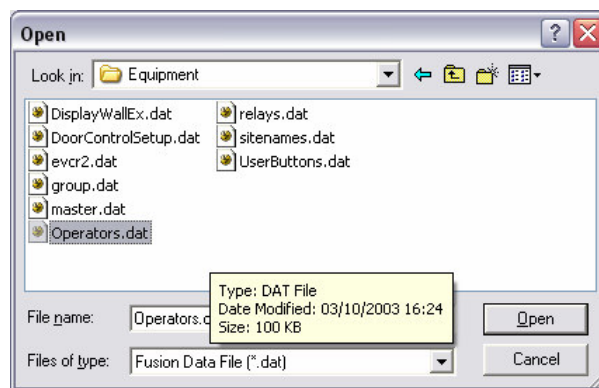 Open
Look in: Equipment
DisplayWallEx.dat
DoorControlSetup.dat
evcr2.dat
group.dat
master.dat
Operators.dat
relays.dat
sitenames.dat
UserButtons.dat
Type: DAT File
Date Modified: 03/10/2003 16:24
Size: 100 KB
File name: Operators.d
Open
Files of type: Fusion Data File (*.dat)
Cancel